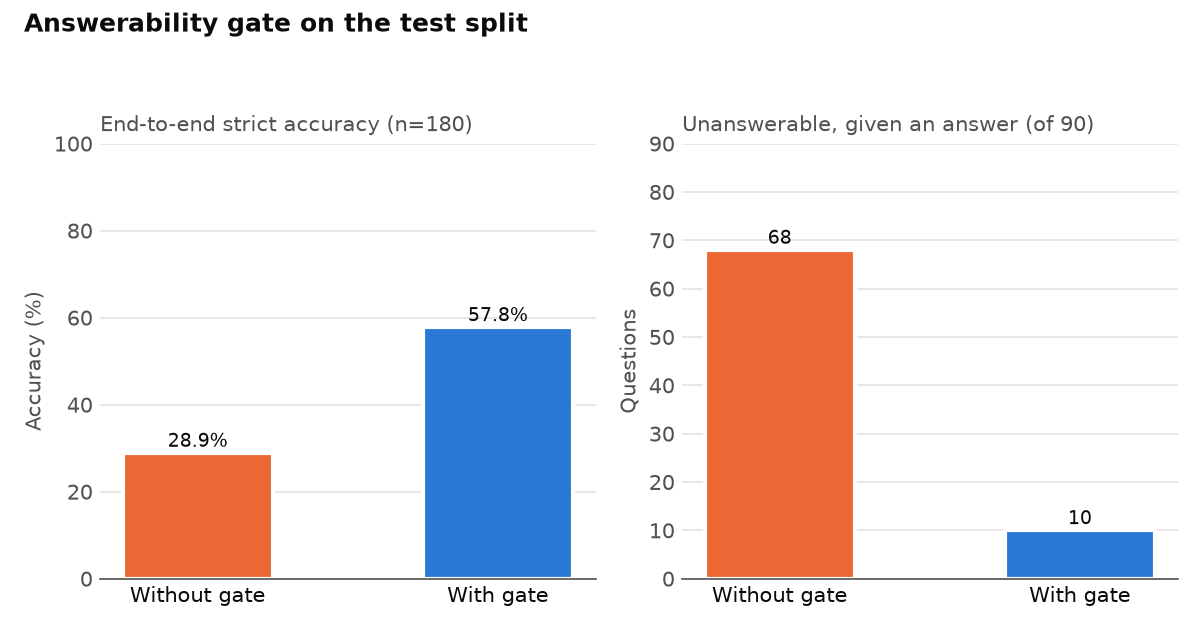 Answerability gate on the test split
End-to-end strict accuracy (n=180)
100
80
60
40
20
0
Accuracy (%)
28.9%
57.8%
Without gate
With gate
Unanswerable, given an answer (of 90)
90
80
70
60
50
40
30
20
10
0
Questions
68
10
Without gate
With gate